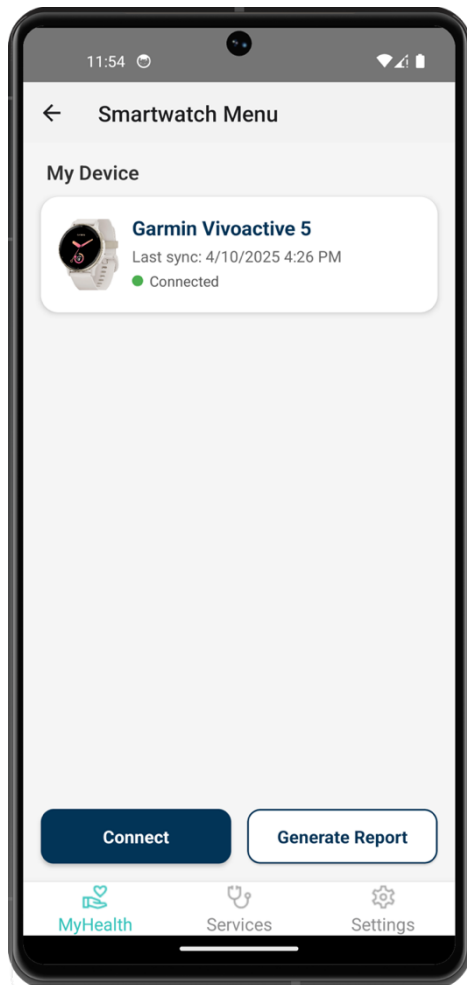 11:54
Smartwatch Menu
My Device
Garmin Vivoactive 5
Last sync: 4/10/2025 4:26 PM
Connected
Connect
Generate Report
MyHealth
Services
Settings